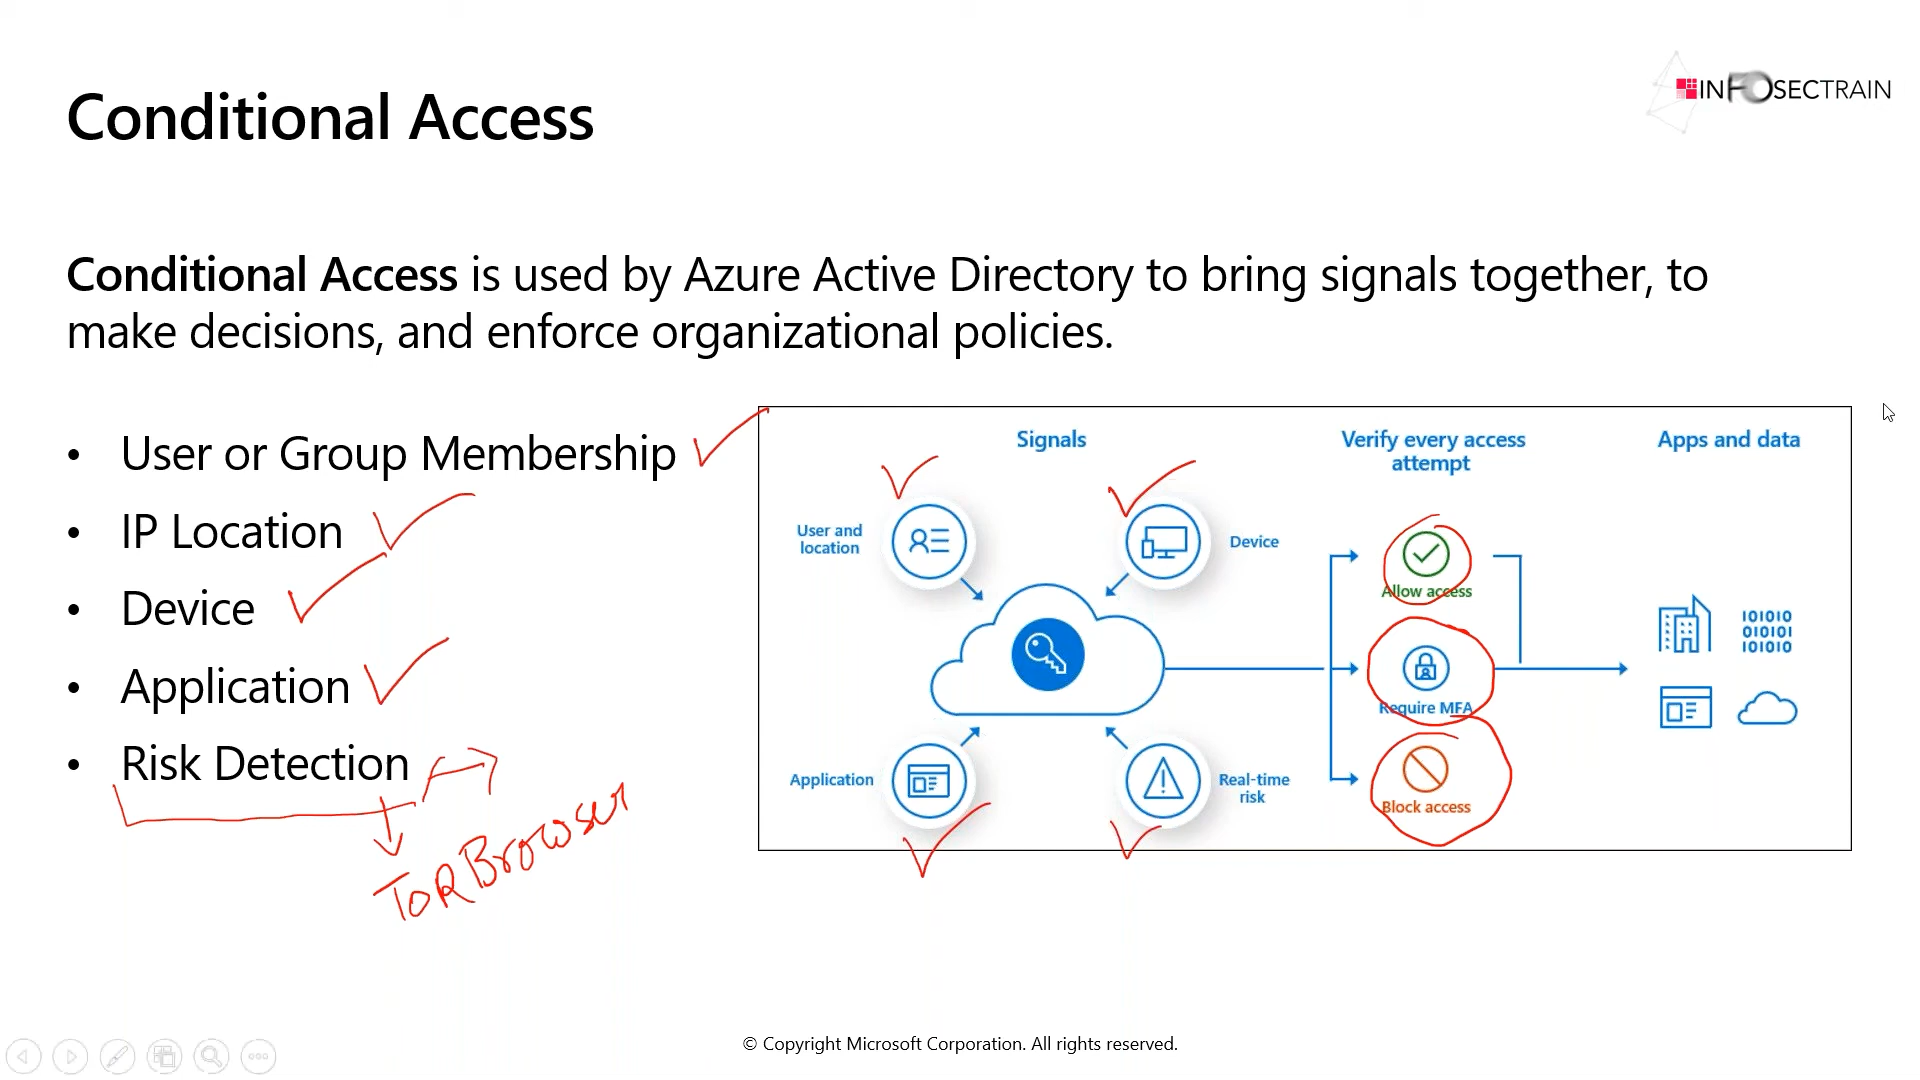 INFOSECTRAIN
Conditional Access
Conditional Access is used by Azure Active Directory to bring signals together, to
make decisions, and enforce organizational policies.
• User or Group Membership
• IP Location
• Device
• Application
• Risk Detection
TOR Browser
Signals
Verify every access
attempt
Apps and data
User and
location
Device
Allow access
Require MFA
Application
Real-time
risk
Block access
101010
010101
101010
© Copyright Microsoft Corporation. All rights reserved.